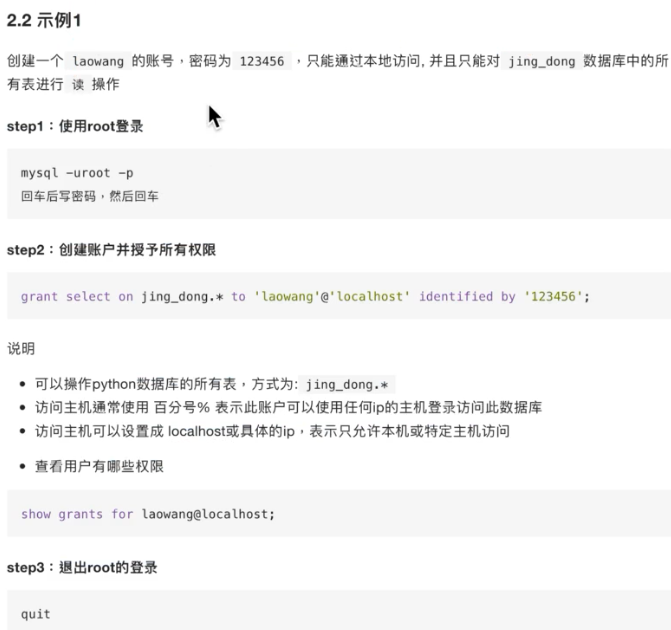 2.2 示例1
创建一个 laowang 的账号，密码为 123456 ，只能通过本地访问, 并且只能对 jing_dong 数据库中的所
有表进行 读 操作
step1：使用root登录
mysql -uroot -p
回车后写密码，然后回车
step2：创建账户并授予所有权限
grant select on jing_dong.* to 'laowang'@'localhost' identified by '123456';
说明
• 可以操作python数据库的所有表，方式为: jing_dong.*
• 访问主机通常使用 百分号% 表示此账户可以使用任何ip的主机登录访问此数据库
• 访问主机可以设置成 localhost或具体的ip，表示只允许本机或特定主机访问
• 查看用户有哪些权限
show grants for laowang@localhost;
step3：退出root的登录
quit